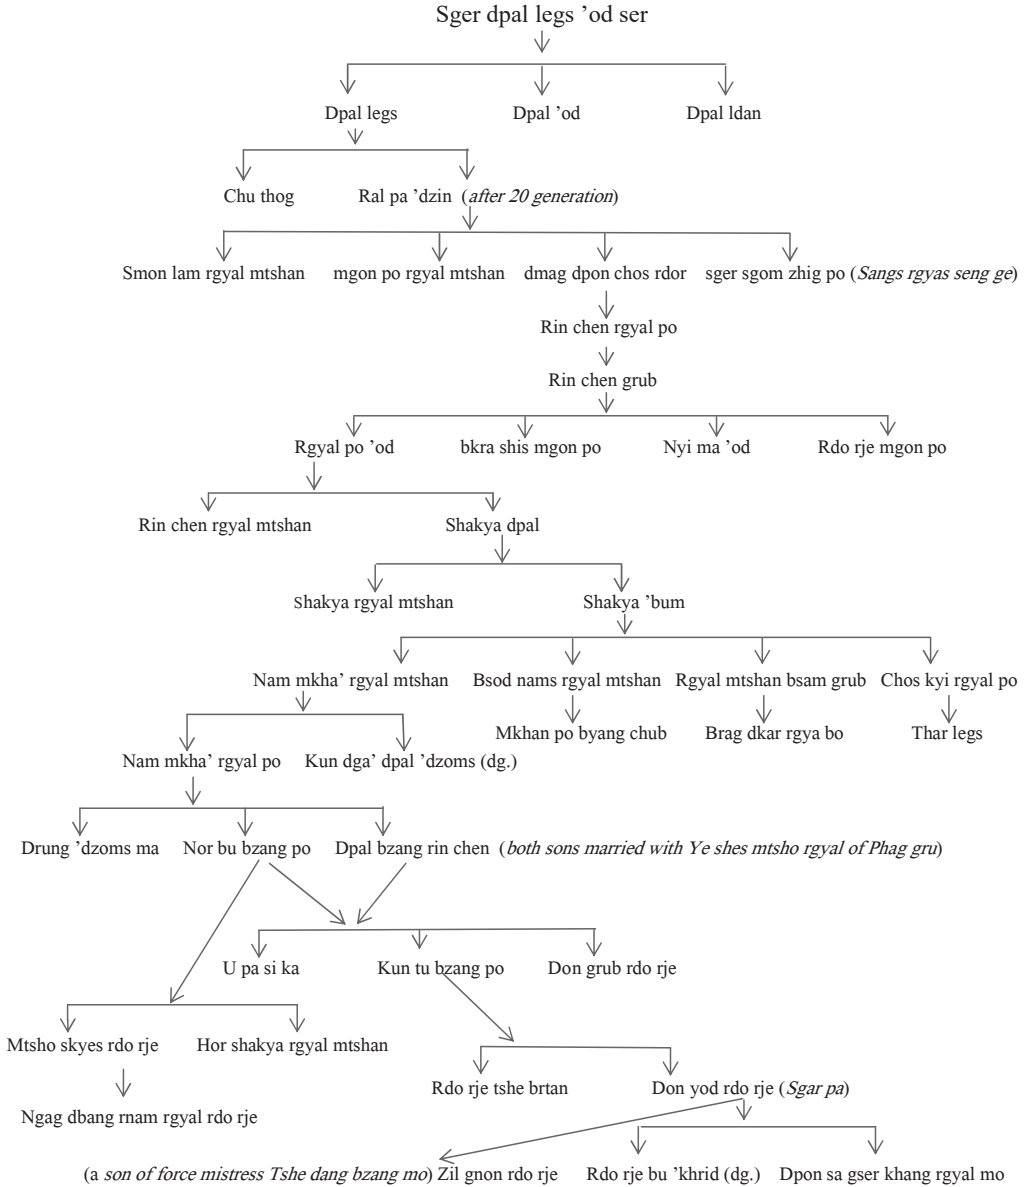 Sger dpal legs ’od ser
Dpal legs Dpal ’od Dpal ldan
Chu thog Ral pa ’dzin (after 20 generation)
Smon lam rgyal mtshan mgon po rgyal mtshan dmag dpon chos rdor sger sgom zhig po (Sangs rgyas seng ge)
Rin chen rgyal po
Rin chen grub
Rgyal po ’od bkra shis mgon po Nyi ma ’od Rdo rje mgon po
Rin chen rgyal mtshan Shakya dpal
Shakya rgyal mtshan Shakya ’bum
Nam mkha’ rgyal mtshan Bsod nams rgyal mtshan Rgyal mtshan bsam grub Chos kyi rgyal po
Mkhan po byang chub Brag dkar rgya bo Thar legs
Nam mkha’ rgyal po Kun dga’ dpal ’dzoms (dg.)
Drung ’dzoms ma Nor bu bzang po Dpal bzang rin chen (both sons married with Ye shes mtsho rgyal of Phag gru)
U pa si ka Kun tu bzang po Don grub rdo rje
Mtsho skyes rdo rje Hor shakya rgyal mtshan
Rdo rje tshe brtan Don yod rdo rje (Sgar pa)
Ngag dbang rnam rgyal rdo rje
(a son of force mistress Tshe dang bzang mo) Zil gnon rdo rje Rdo rje bu ’khrid (dg.) Dpon sa gser khang rgyal mo